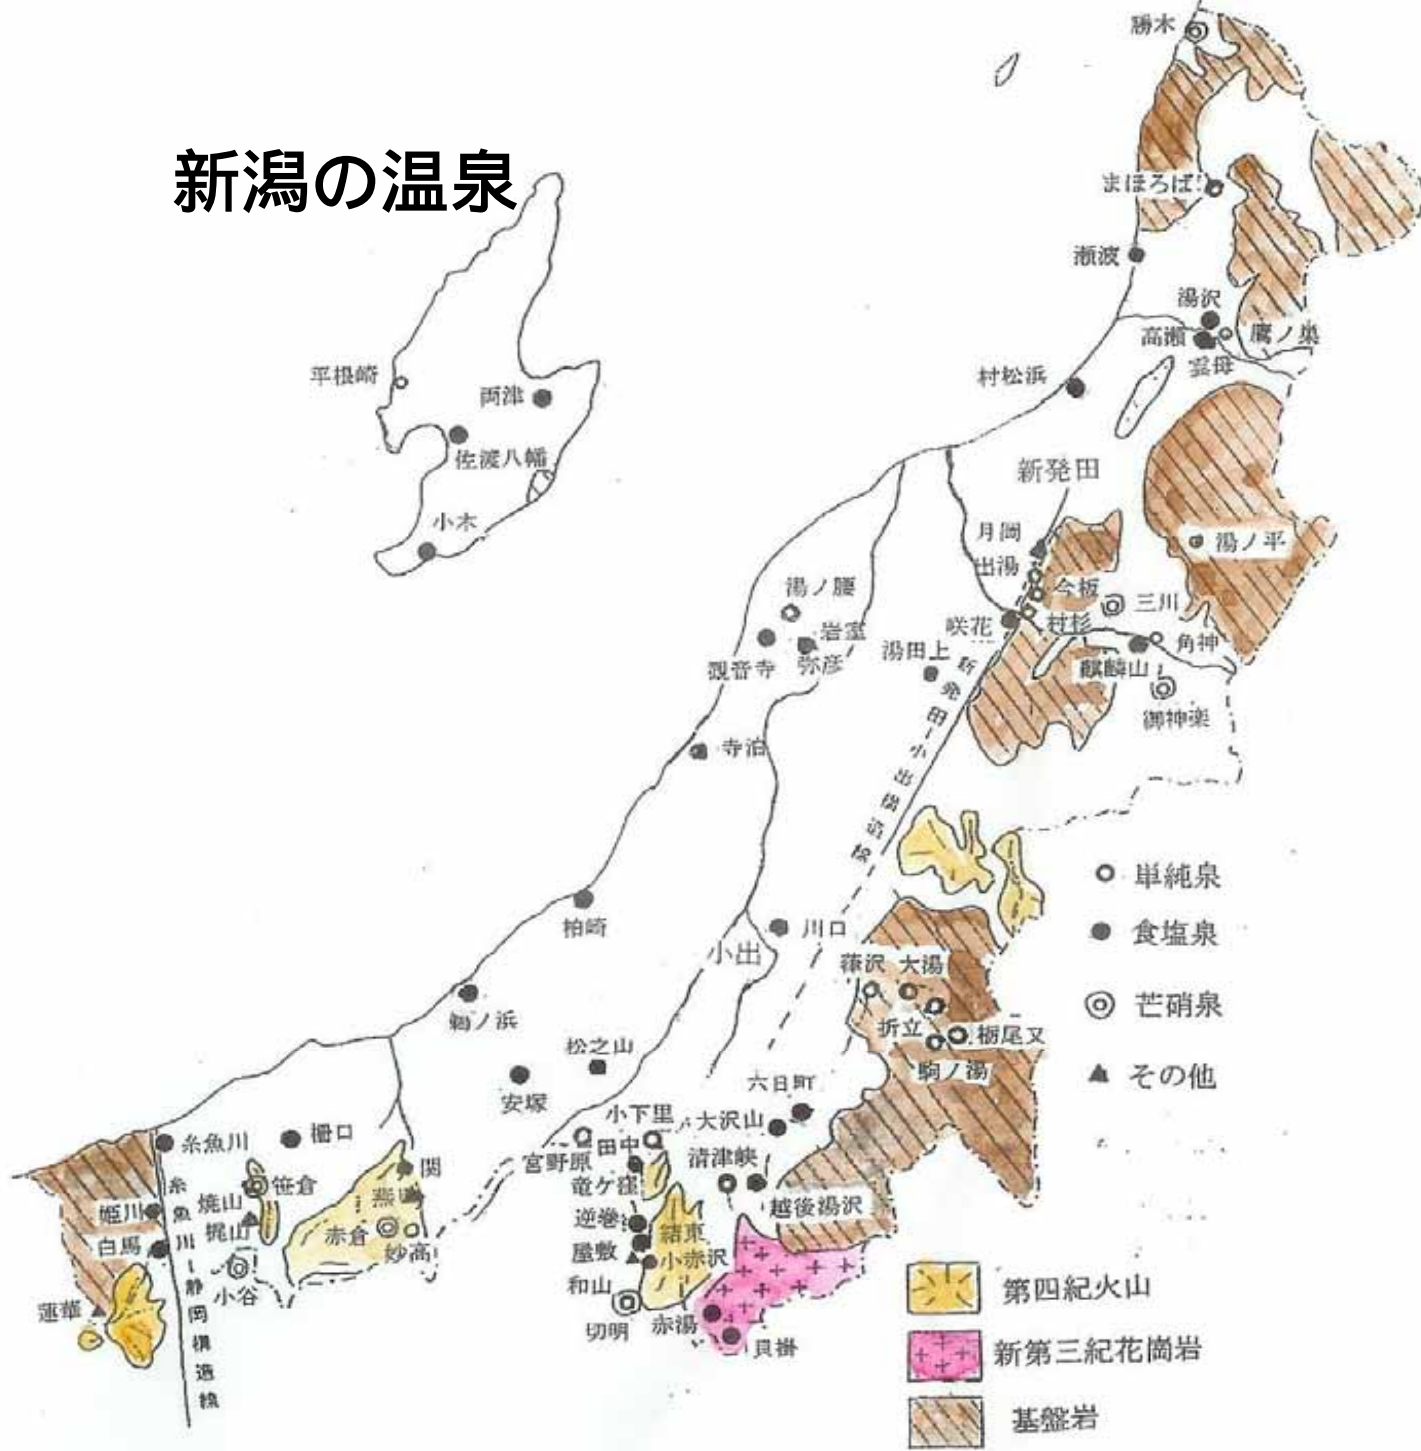 新潟の温泉
勝木
まほろば
瀬波
湯沢
高瀬
鷹ノ巣
雲母
村松浜
平根崎
両津
佐渡八幡
小木
新発田
月岡
出湯
今板
村杉
咲花
三川
湯ノ平
角神
麒麟山
御神楽
湯ノ腰
岩室
弥彦
観音寺
湯田上
新発田ー小出構造線
寺泊
柏崎
小出
川口
大湯
折立
栃尾又
駒ノ湯
鵜ノ浜
松之山
安塚
六日町
大沢山
小下里
田中
宮野原
清津峡
越後湯沢
竜ケ窪
逆巻
結東
屋敷
小赤沢
和山
切明
赤湯
貝掛
糸魚川
柵口
関
燕
笹倉
焼山
梶山
赤倉
妙高
姫川
白馬
小谷
蓮華
糸魚川ー静岡構造線
単純泉
食塩泉
芒硝泉
その他
第四紀火山
新第三紀花崗岩
基盤岩